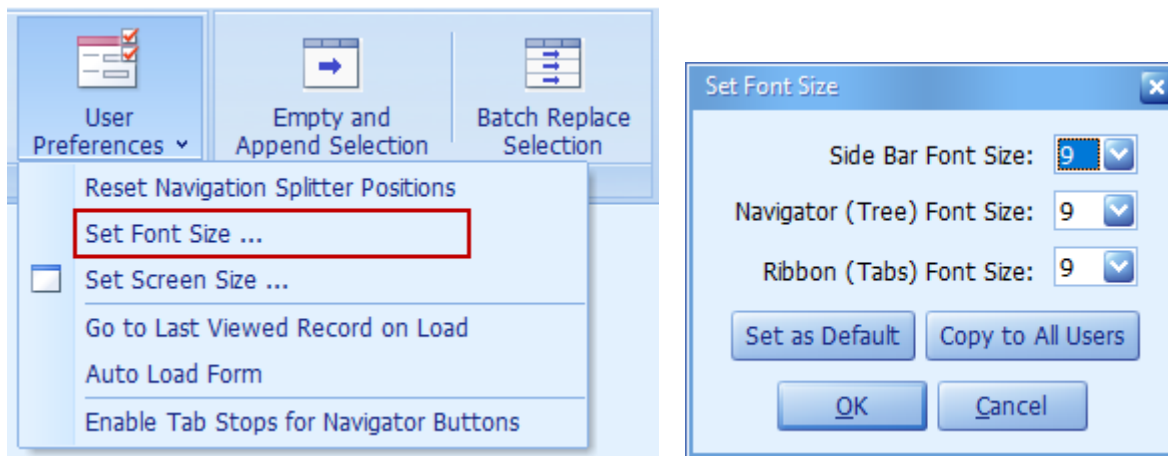 User
Preferences
Empty and
Append Selection
Batch Replace
Selection
Reset Navigation Splitter Positions
Set Font Size ...
Set Screen Size ...
Go to Last Viewed Record on Load
Auto Load Form
Enable Tab Stops for Navigator Buttons
Set Font Size
Side Bar Font Size: 9
Navigator (Tree) Font Size: 9
Ribbon (Tabs) Font Size: 9
Set as Default Copy to All Users
OK Cancel